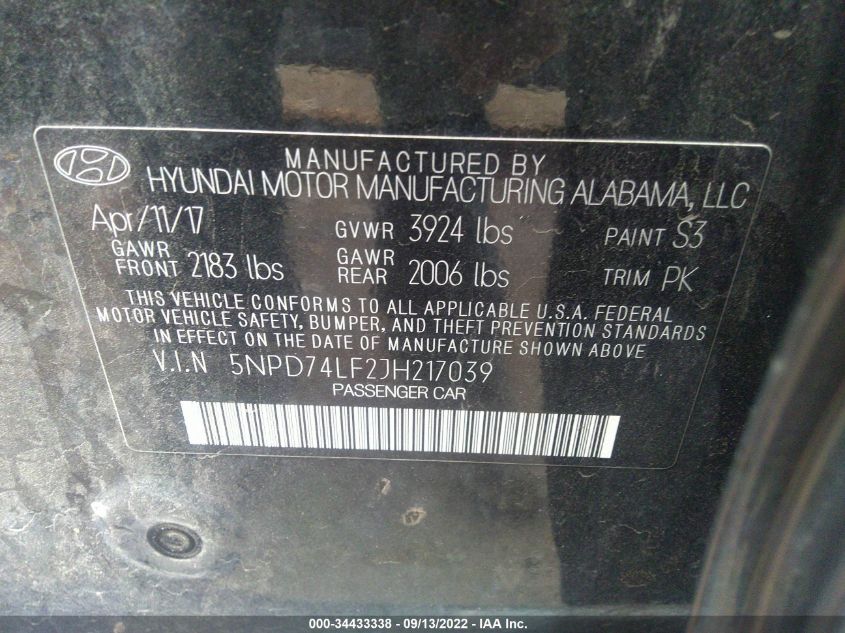 MANUFACTURED BY
HYUNDAI MOTOR MANUFACTURING ALABAMA, LLC
Apr/11/17 GVWR 3924 lbs PAINT S3
GAWR FRONT 2183 lbs GAWR REAR 2006 lbs TRIM PK
THIS VEHICLE CONFORMS TO ALL APPLICABLE U.S.A. FEDERAL
MOTOR VEHICLE SAFETY, BUMPER, AND THEFT PREVENTION STANDARDS
IN EFFECT ON THE DATE OF MANUFACTURE SHOWN ABOVE.
V.I.N 5NPD74LF2JH217039
PASSENGER CAR
000-34433338 - 09/13/2022 - IAA Inc.